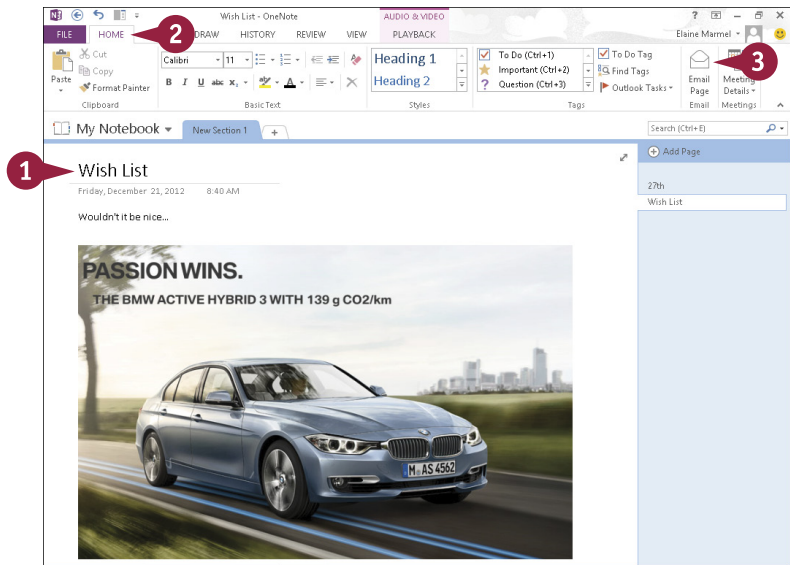 Wish List - OneNote
AUDIO & VIDEO
?
FILE HOME 2 DRAW HISTORY REVIEW VIEW PLAYBACK Elaine Marmel
Cut
Copy
Format Painter
Paste
Clipboard
Calibri 11
B I U abc X₂ A
Basic Text
Heading 1
Heading 2
Styles
To Do (Ctrl+1)
Important (Ctrl+2)
? Question (Ctrl+3)
To Do Tag
Find Tags
Outlook Tasks
Tags
Email
Page
Email
3
Meeting
Details
Meetings
My Notebook New Section 1 +
Search (Ctrl+E)
Add Page
27th
Wish List
1 Wish List
Friday, December 21, 2012 8:40 AM
Wouldn't it be nice...
PASSION WINS.
THE BMW ACTIVE HYBRID 3 WITH 139 g CO2/km
M AS 4562